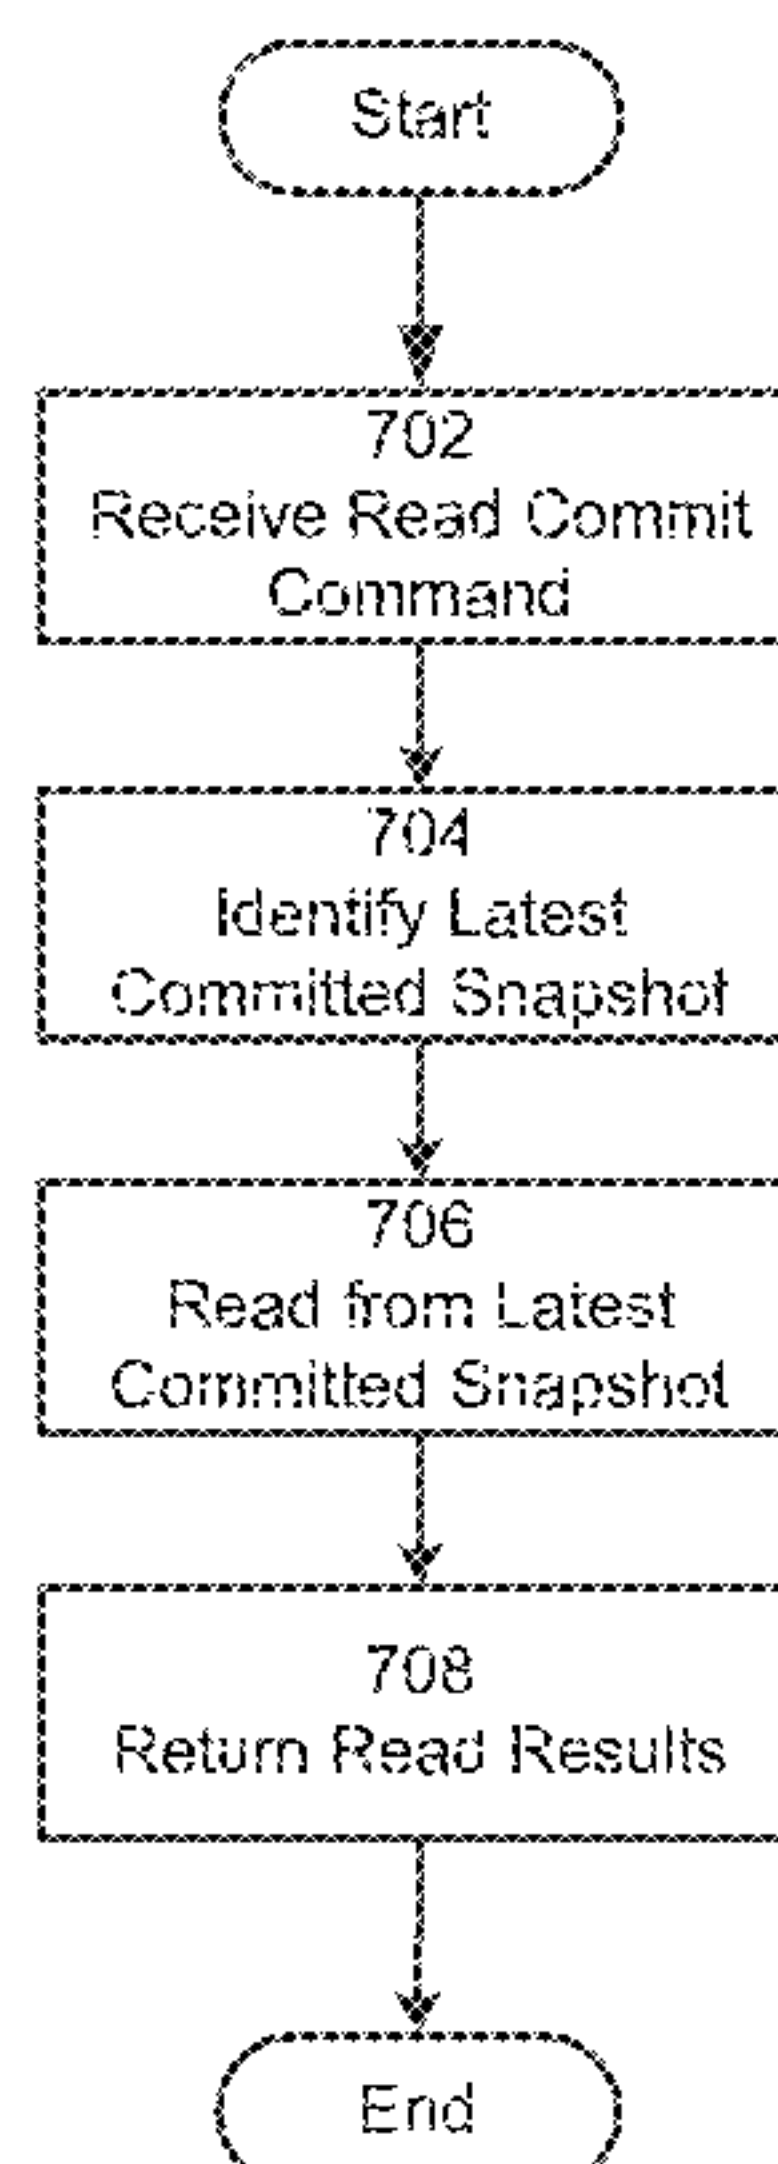 Start
702
Receive Read Commit
Command
704
Identify Latest
Committed Snapshot
706
Read from Latest
Committed Snapshot
708
Return Read Results
End